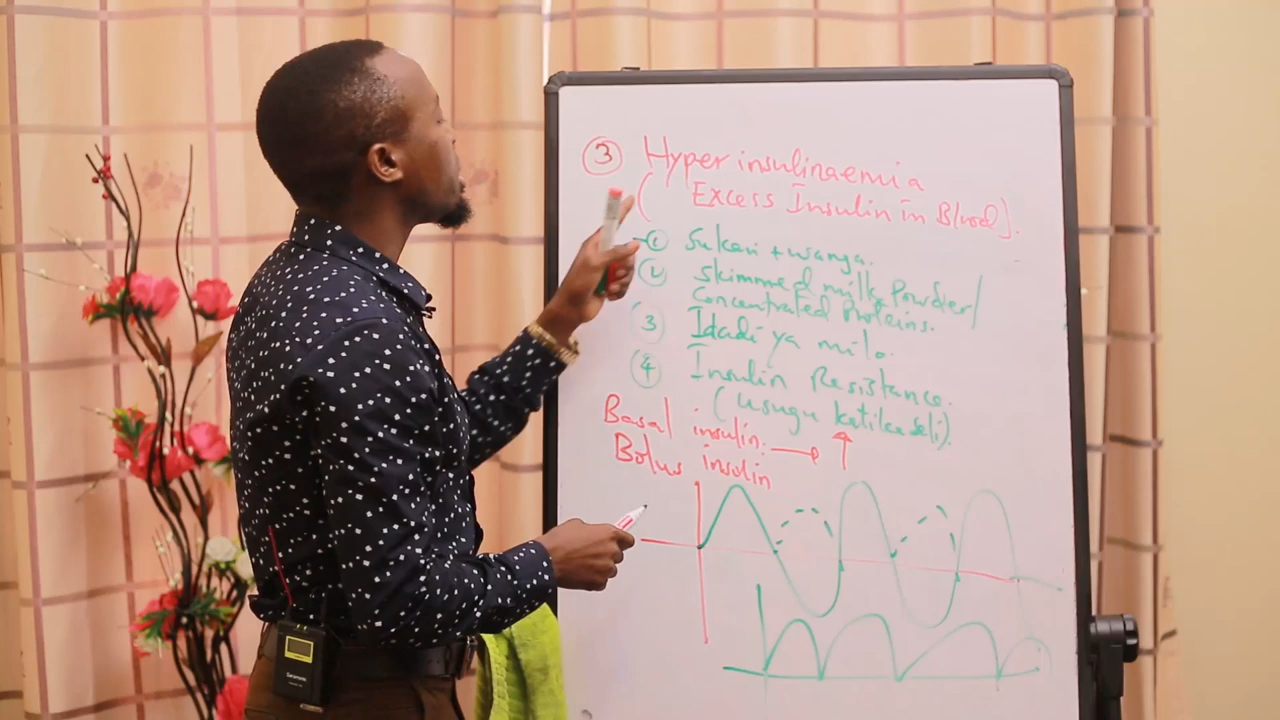 ③ Hyper insulinaemia
( Excess Insulin in Blood).
① Sukari + wanga.
② Skimmed milk Powder/
Concentrated Proteins.
③ Idadi ya milo.
④ Insulin Resistance.
(usugu katika seli).
Basal insulin. → ↑
Bolus insulin
Saramonic